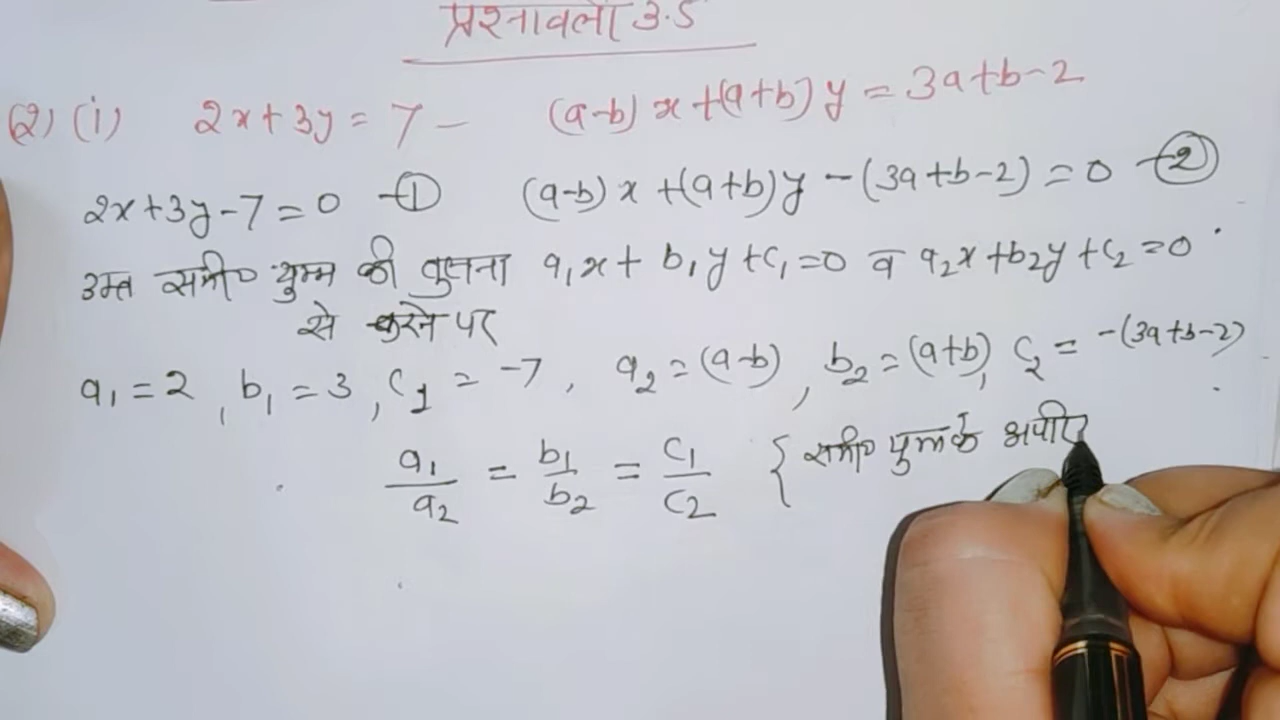 प्रश्नावली 3.5
(2) (i) 2x+3y = 7 – (a-b) x +(a+b) y = 3a+b-2
2x+3y-7=0 –① (a-b) x +(a+b)y -(3a+b-2) = 0 –②
उक्त समी० युग्म की तुलना a₁x + b₁y +c₁=0 व a₂x+b₂y+c₂=0
से करने पर
a₁=2 , b₁=3 , c₁ = -7 , a₂=(a-b) , b₂=(a+b), c₂ = -(3a+b-2)
a₁/a₂ = b₁/b₂ = c₁/c₂ { समी० युग्म के अपरि